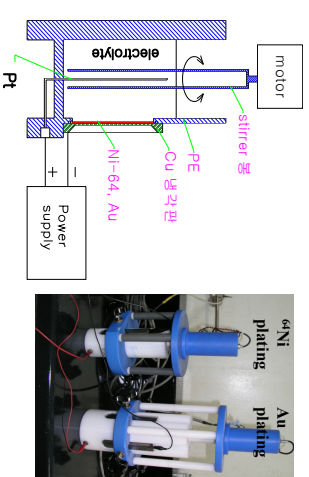 motor
electrolyte
Pt
stirrer 봉
PE
Cu 냉각판
Ni-64, Au
+
−
Power
supply
⁶⁴Ni
plating
Au
plating